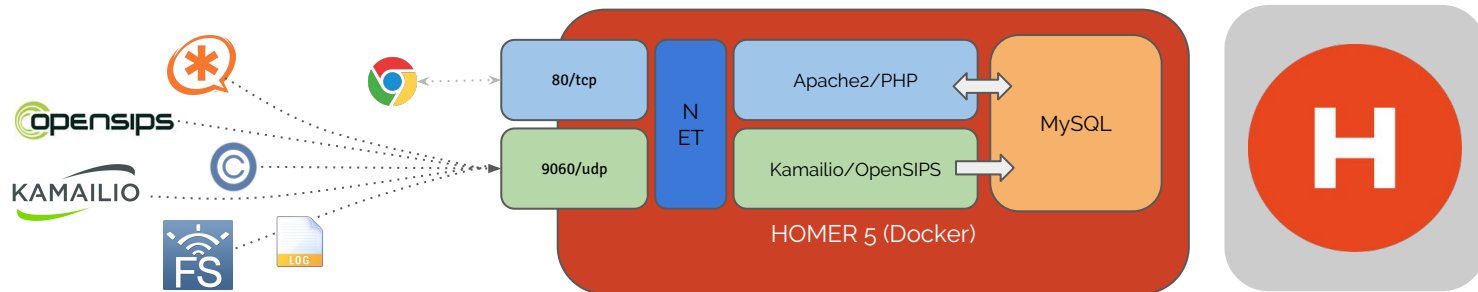 opensips
C
KAMAILIO
FS
LOG
80/tcp
9060/udp
N
ET
Apache2/PHP
Kamailio/OpenSIPS
MySQL
HOMER 5 (Docker)
H